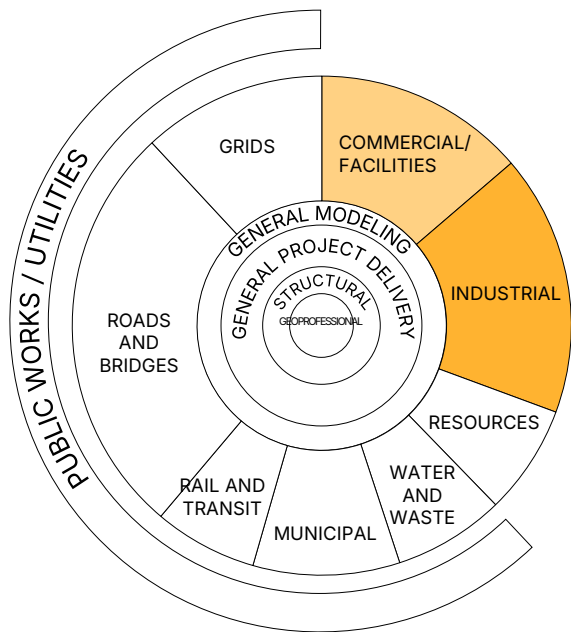 PUBLIC WORKS / UTILITIES
GRIDS
COMMERCIAL/
FACILITIES
GENERAL MODELING
GENERAL PROJECT DELIVERY
STRUCTURAL
GEOPROFESSIONAL
INDUSTRIAL
ROADS
AND
BRIDGES
RESOURCES
RAIL AND
TRANSIT
MUNICIPAL
WATER
AND
WASTE